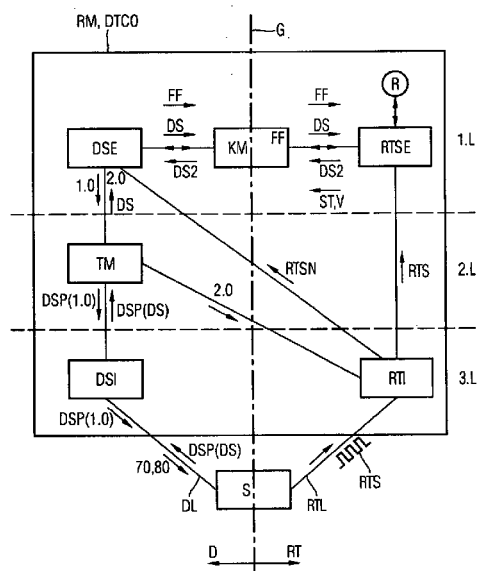 RM, DTCO
G
FF
FF
R
DS
DS
DSE
KM
FF
RTSE
1.L
DS2
DS2
1.0
2.0
ST,V
DS
RTSN
RTS
TM
2.L
2.0
DSP(1.0)
DSP(DS)
DSI
RTI
3.L
DSP(1.0)
DSP(DS)
70,80
S
RTS
DL
RTL
D
RT